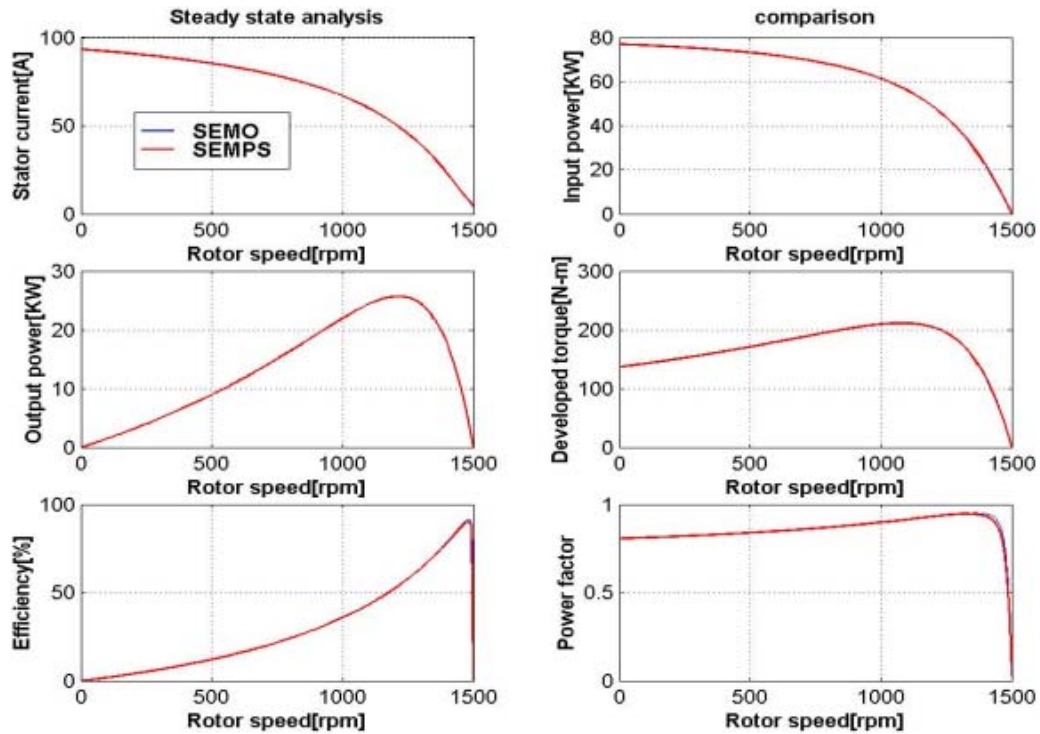 Steady state analysis
100
50
0
Stator current[A]
SEMO
SEMPS
0 500 1000 1500
Rotor speed[rpm]
comparison
80
60
40
20
0
Input power[KW]
0 500 1000 1500
Rotor speed[rpm]
30
20
10
0
Output power[KW]
0 500 1000 1500
Rotor speed[rpm]
300
200
100
0
Developed torque[N-m]
0 500 1000 1500
Rotor speed[rpm]
100
50
0
Efficiency[%]
0 500 1000 1500
Rotor speed[rpm]
1
0.5
0
Power factor
0 500 1000 1500
Rotor speed[rpm]